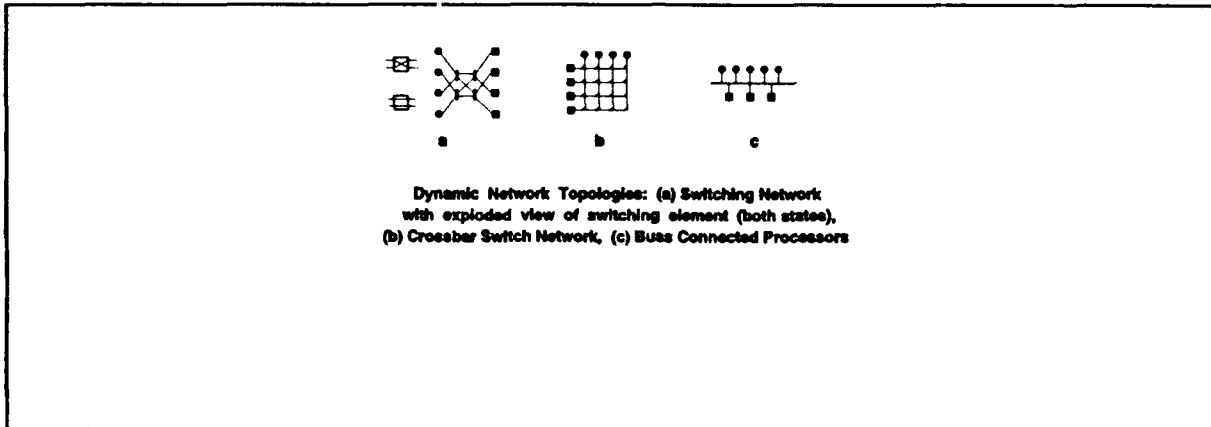 a
b
c
Dynamic Network Topologies: (a) Switching Network
with exploded view of switching element (both states),
(b) Crossbar Switch Network, (c) Buss Connected Processors